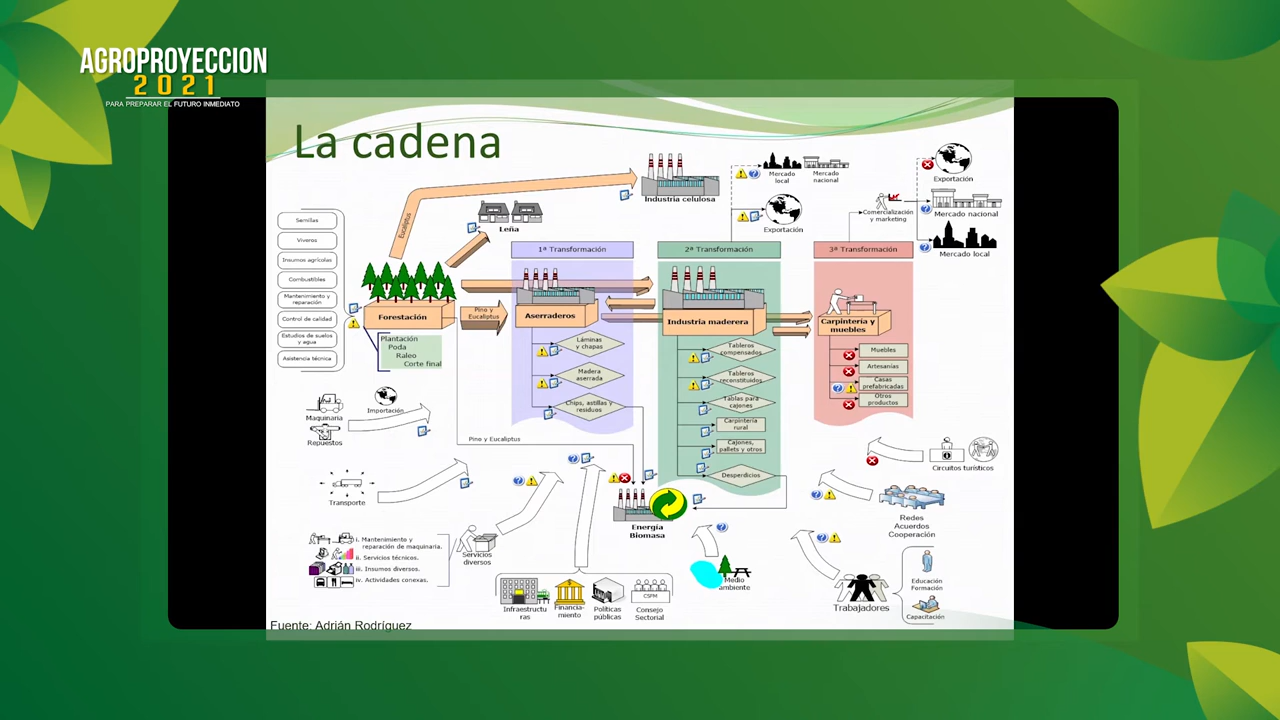 AGROPROYECCION
2021
PARA PREPARAR EL FUTURO INMEDIATO
La cadena
Semillas
Viveros
Insumos agrícolas
Combustibles
Mantenimiento y
reparación
Control de calidad
Estudios de suelos
y agua
Asistencia técnica
Eucaliptus
Leña
Industria celulosa
Mercado
local
Mercado
nacional
Exportación
Comercialización
y marketing
Exportación
Mercado nacional
Mercado local
1ª Transformación
2ª Transformación
3ª Transformación
Forestación
Plantación
Poda
Raleo
Corte final
Pino y
Eucaliptus
Aserraderos
Láminas
y chapas
Madera
aserrada
Chips, astillas y
residuos
Industria maderera
Tableros
compensados
Tableros
reconstituidos
Tablas para
cajones
Carpintería
rural
Cajones,
pallets y otros
Desperdicios
Carpintería y
muebles
Muebles
Artesanías
Casas
prefabricadas
Otros
productos
Maquinaria
Repuestos
Importación
Pino y Eucaliptus
Transporte
i. Mantenimiento y
reparación de maquinaria.
ii. Servicios técnicos.
iii. Insumos diversos.
iv. Actividades conexas.
Servicios
diversos
Energía
Biomasa
Infraestructu
ras
Financia-
miento
Políticas
públicas
CSFM
Consejo
Sectorial
Medio
ambiente
Circuitos turísticos
Redes
Acuerdos
Cooperación
Trabajadores
Educación
Formación
Capacitación
Fuente: Adrián Rodríguez